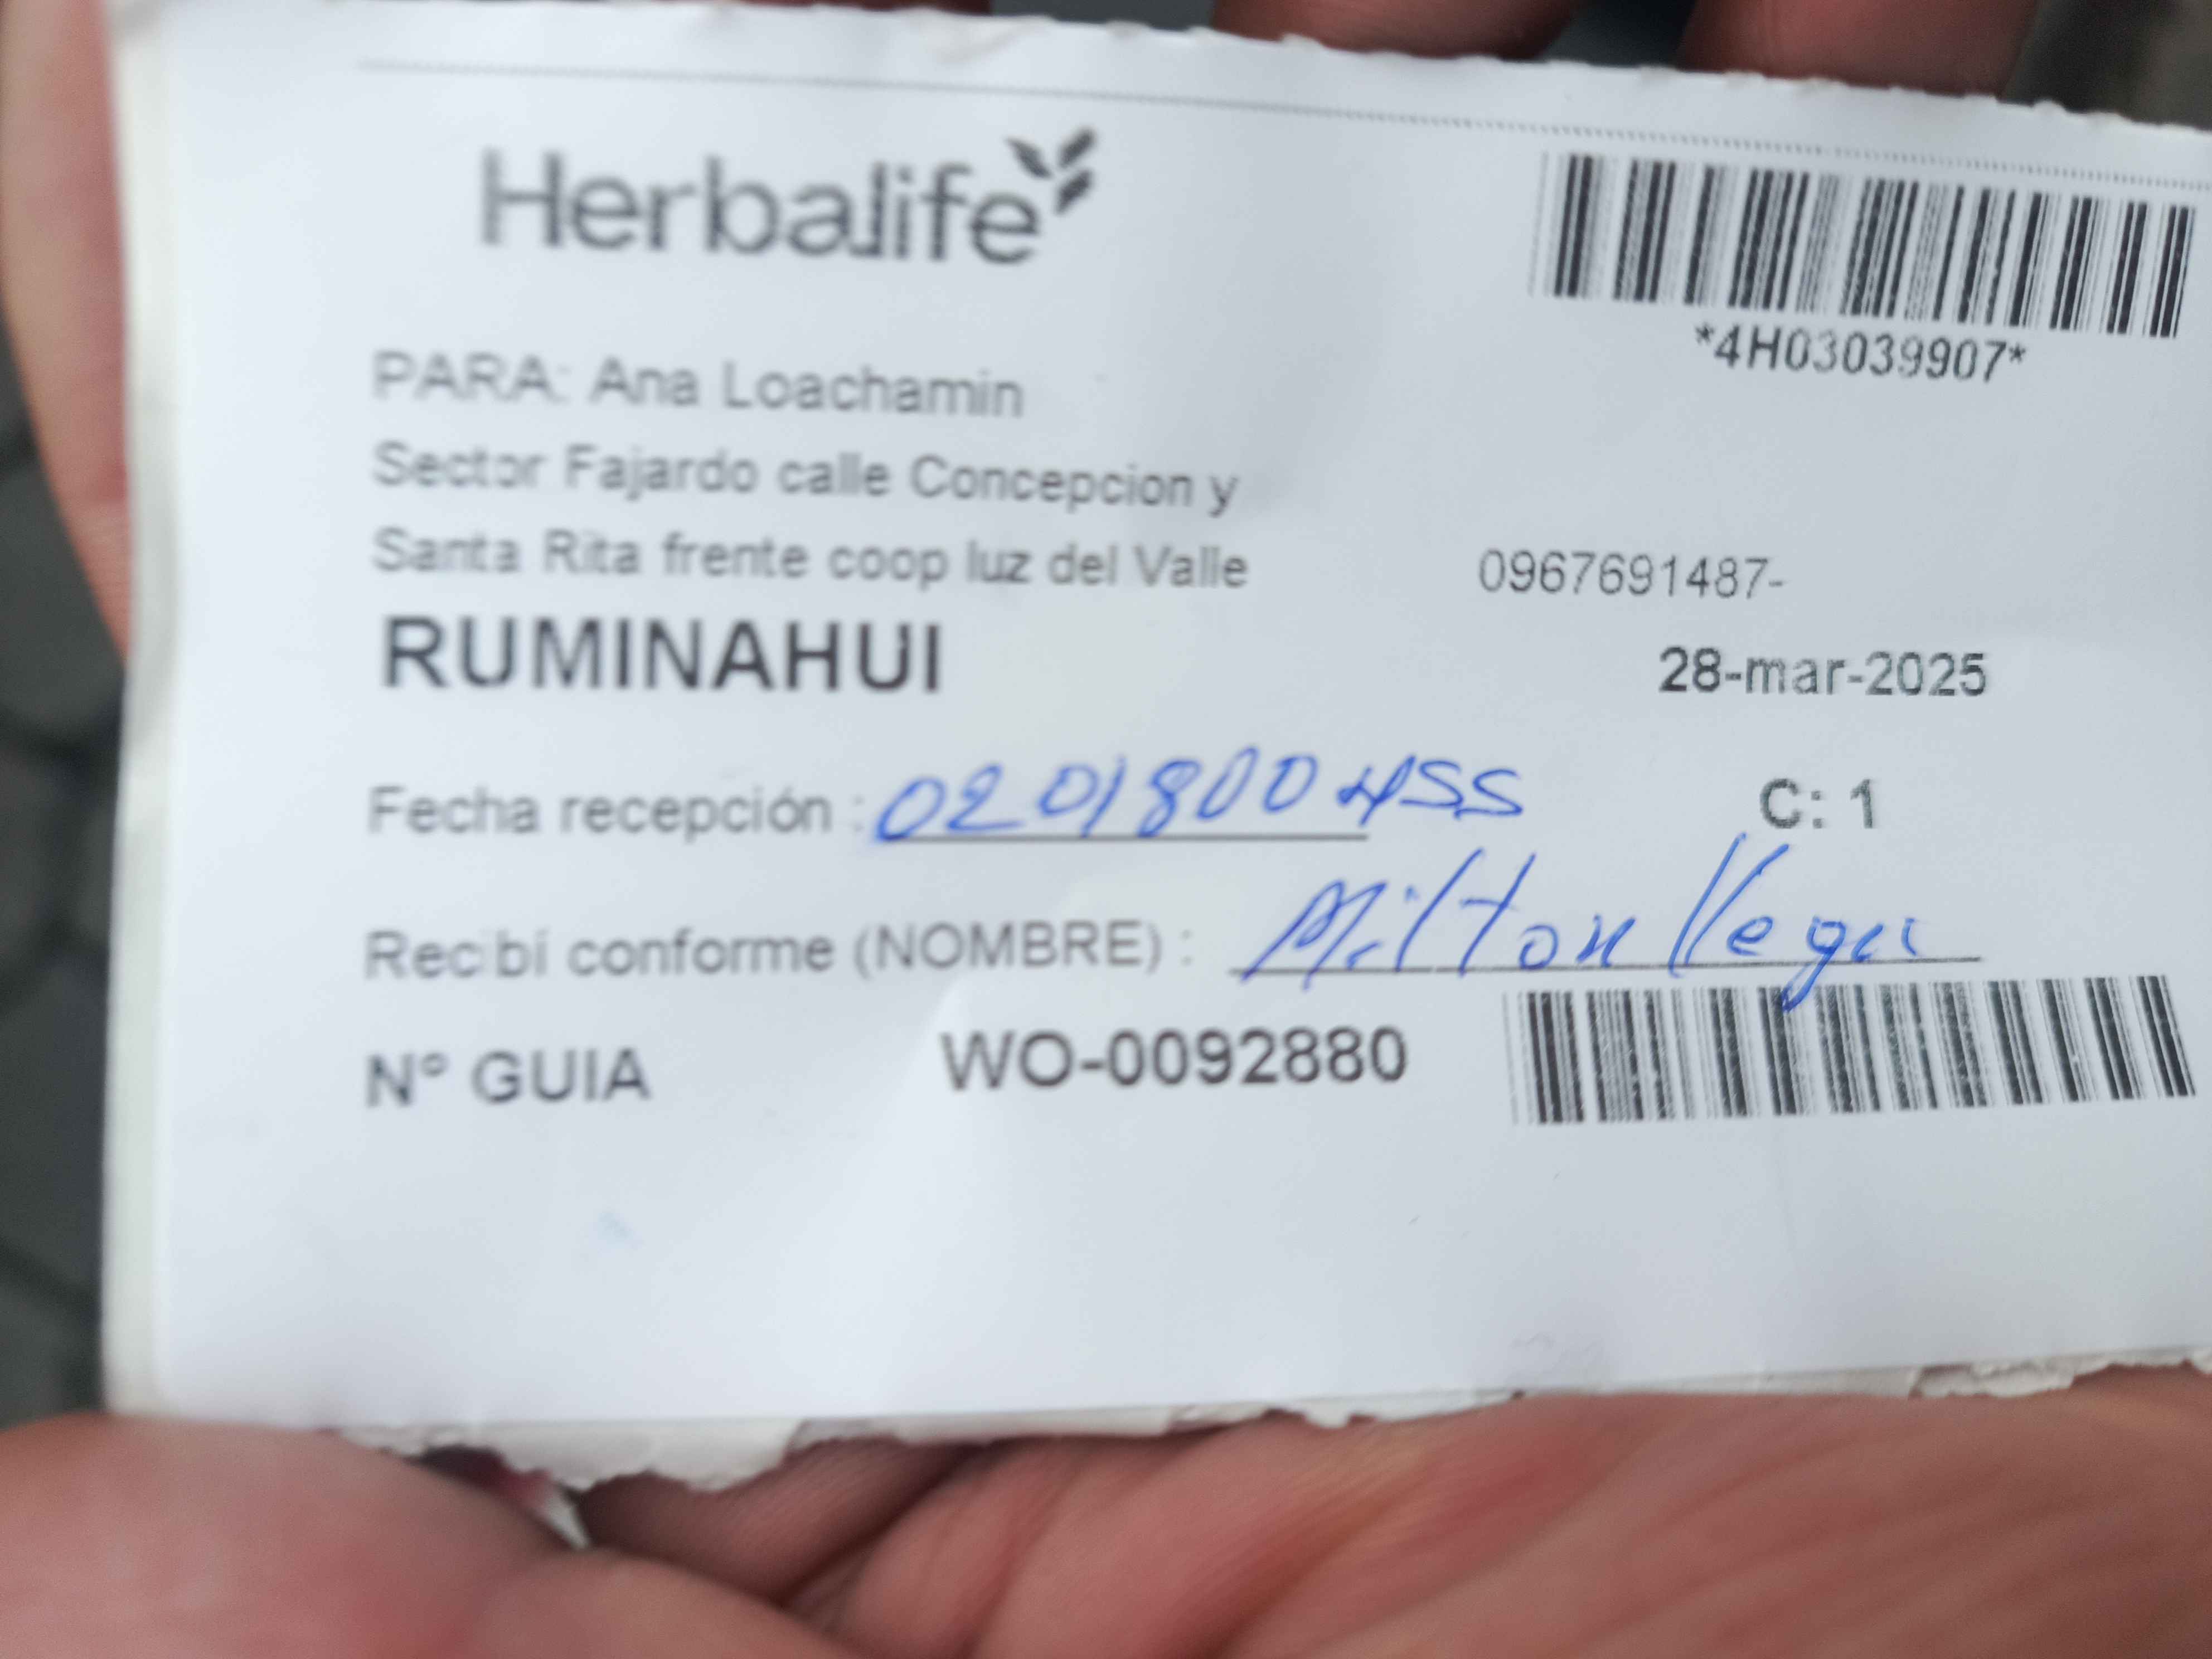 Herbalife
*4H03039907*
PARA: Ana Loachamin
Sector Fajardo calle Concepcion y
Santa Rita frente coop luz del Valle 0967691487-
RUMINAHUI 28-mar-2025
Fecha recepción : 0201800455 C: 1
Recibí conforme (NOMBRE) : Milton Vega
N° GUIA WO-0092880